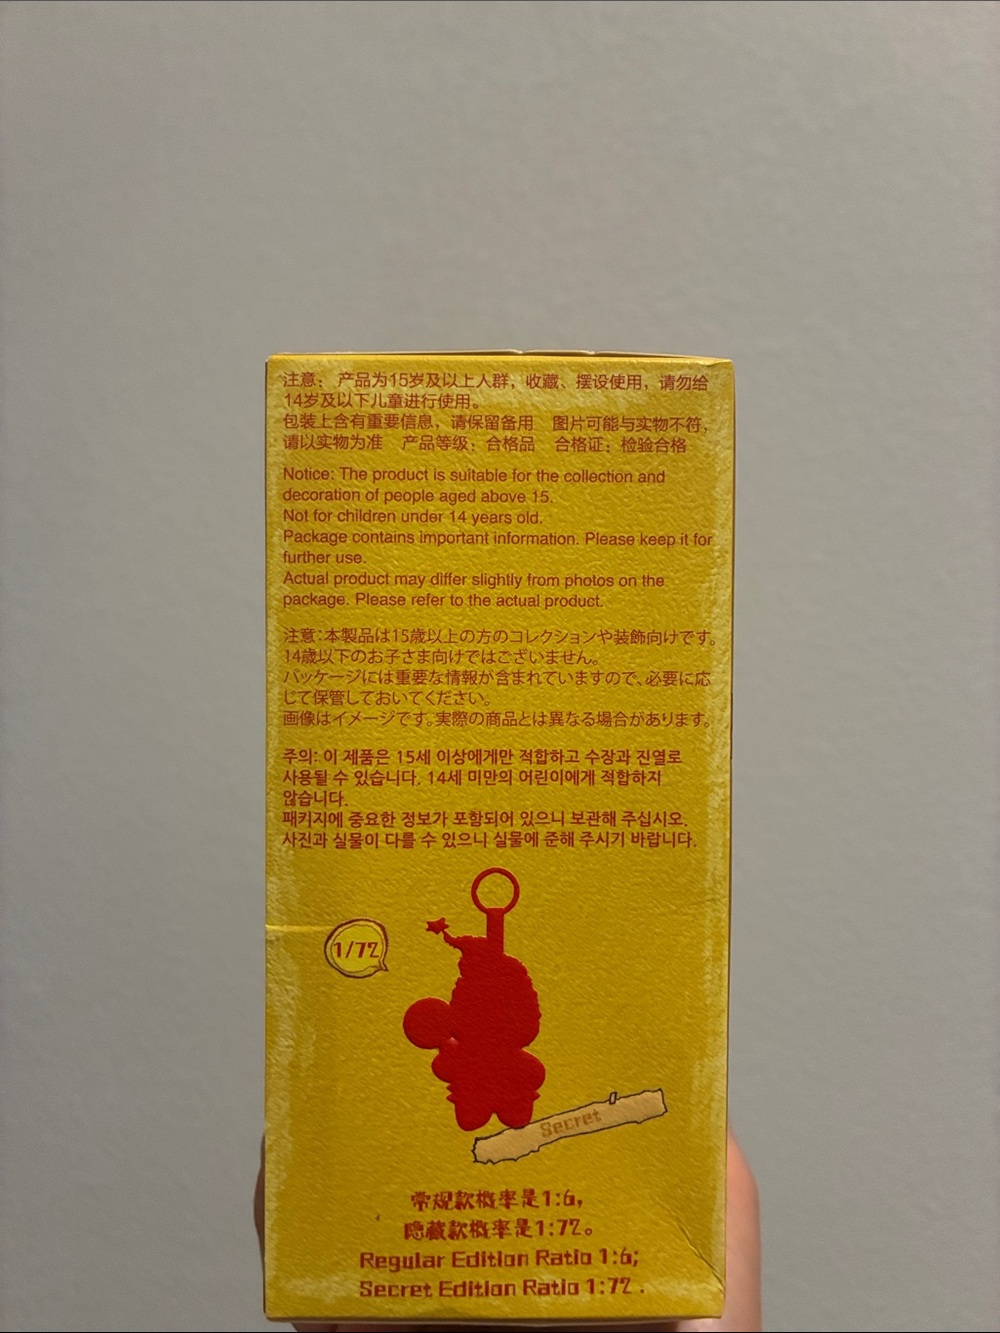 注意：产品为15岁及以上人群，收藏、摆设使用，请勿给
14岁及以下儿童进行使用。
包装上含有重要信息，请保留备用　图片可能与实物不符，
请以实物为准　产品等级：合格品　合格证：检验合格
Notice: The product is suitable for the collection and
decoration of people aged above 15.
Not for children under 14 years old.
Package contains important information. Please keep it for
further use.
Actual product may differ slightly from photos on the
package. Please refer to the actual product.
注意：本製品は15歳以上の方のコレクションや装飾向けです。
14歳以下のお子さま向けではございません。
パッケージには重要な情報が含まれていますので、必要に応
じて保管しておいてください。
画像はイメージです。実際の商品とは異なる場合があります。
주의: 이 제품은 15세 이상에게만 적합하고 수장과 진열로
사용될 수 있습니다. 14세 미만의 어린이에게 적합하지
않습니다.
패키지에 중요한 정보가 포함되어 있으니 보관해 주십시오.
사진과 실물이 다를 수 있으니 실물에 준해 주시기 바랍니다.
1/72
Secret
常规款概率是1:6，
隐藏款概率是1:72。
Regular Edition Ratio 1:6;
Secret Edition Ratio 1:72 .